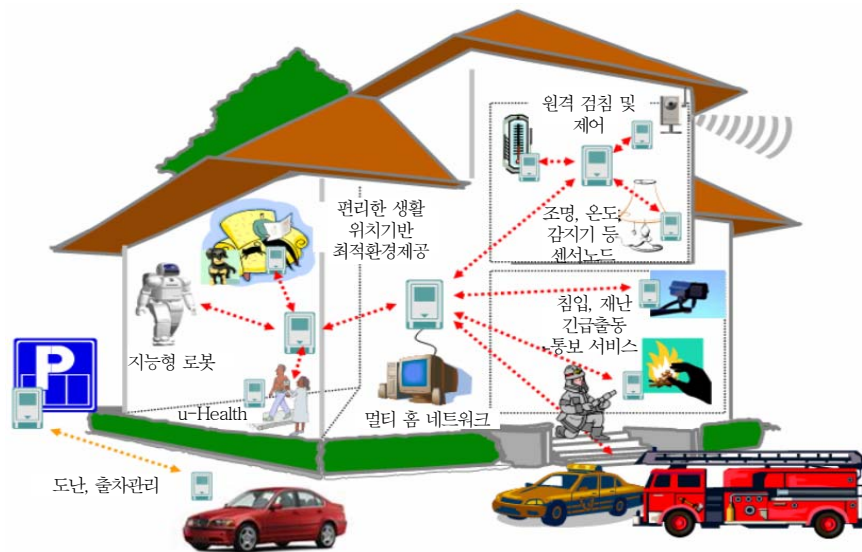 원격 검침 및
제어
조명, 온도,
감지기 등
센서노드
편리한 생활
위치기반
최적환경제공
침입, 재난
긴급출동
통보 서비스
지능형 로봇
P
u-Health
멀티 홈 네트워크
도난, 출차관리